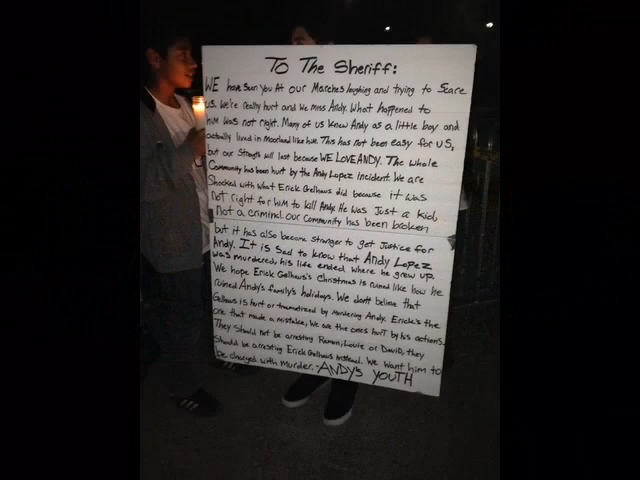 To The Sheriff:
WE have seen you At our Marches laughing and trying to Scare
us. We're really hurt and we miss Andy. What happened to
him was not right. Many of us knew Andy as a little boy and
actually lived in moorland like him. This has not been easy for us,
but our strength will last because WE LOVE ANDY. The whole
Community has been hurt by the Andy Lopez incident. We are
Shocked with what Erick Gelhaus did because it was
not right for him to kill Andy. He was Just a kid,
not a criminal. Our community has been broken
but it has also become stronger to get Justice for
Andy. It is sad to know that Andy Lopez
was murdered, his life ended where he grew up.
We hope Erick Gelhaus's Christmas is ruined like how he
ruined Andy's family's holidays. We don't believe that
Gelhaus is hurt or traumatized by murdering Andy. Erick's the
one that made a mistake, We are the ones hurt by his actions.
They should not be arresting Ramon, Louie or David, they
should be arresting Erick Gelhaus instead. We want him to
be charged with murder. -ANDY's YOUTH